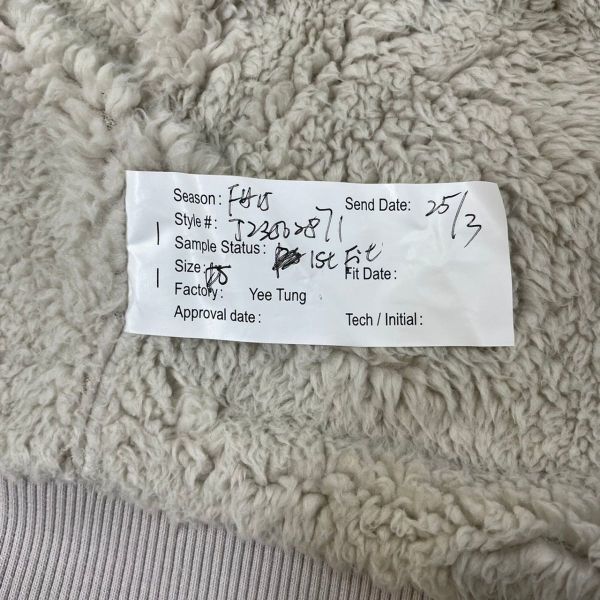 Season: Send Date: 25/3
Style #: J23502871
Sample Status: 1st Fit
Size: Fit Date:
Factory: Yee Tung
Approval date: Tech / Initial: